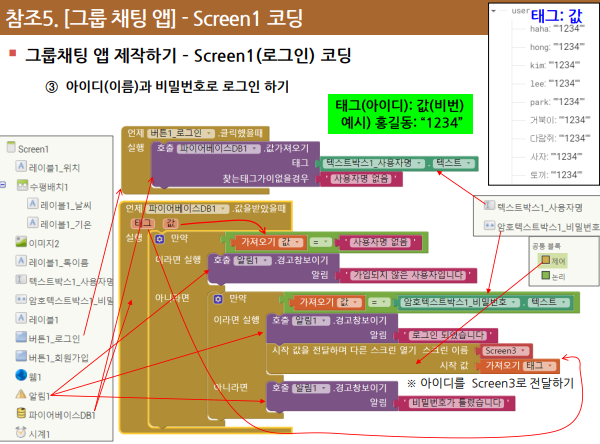 참조5. [그룹 채팅 앱] - Screen1 코딩
그룹채팅 앱 제작하기 - Screen1(로그인) 코딩
③ 아이디(이름)과 비밀번호로 로그인 하기
user
태그: 값
haha: ""1234""
hong: ""1234""
kim: ""1234""
lee: ""1234""
park: ""1234""
거북이: ""1234""
다람쥐: ""1234""
사자: ""1234""
토끼: ""1234""
태그(아이디): 값(비번)
예시) 홍길동: “1234”
Screen1
레이블1_위치
수평배치1
레이블1_날씨
레이블1_기온
이미지2
레이블1_톡이름
텍스트박스1_사용자명
암호텍스트박스1_비밀
레이블1
버튼1_로그인
버튼1_회원가입
웹1
알림1
파이어베이스DB1
시계1
언제 버튼1_로그인 .클릭했을때
실행 호출 파이어베이스DB1 .값가져오기
태그 텍스트박스1_사용자명 . 텍스트
찾는태그가없을경우 " 사용자명 없음 "
언제 파이어베이스DB1 .값을받았을때
태그 값
실행 만약 가져오기 값 = " 사용자명 없음 "
이라면 실행 호출 알림1 .경고창보이기
알림 " 가입되지 않은 사용자입니다 "
아니라면 만약 가져오기 값 = 암호텍스트박스1_비밀번호 . 텍스트
이라면 실행 호출 알림1 .경고창보이기
알림 " 로그인 되었습니다 "
시작 값을 전달하며 다른 스크린 열기 스크린 이름 Screen3
시작 값 가져오기 태그
아니라면 호출 알림1 .경고창보이기
알림 " 비밀번호가 틀렸습니다 "
※ 아이디를 Screen3로 전달하기
텍스트박스1_사용자명
암호텍스트박스1_비밀번호
공통 블록
제어
논리